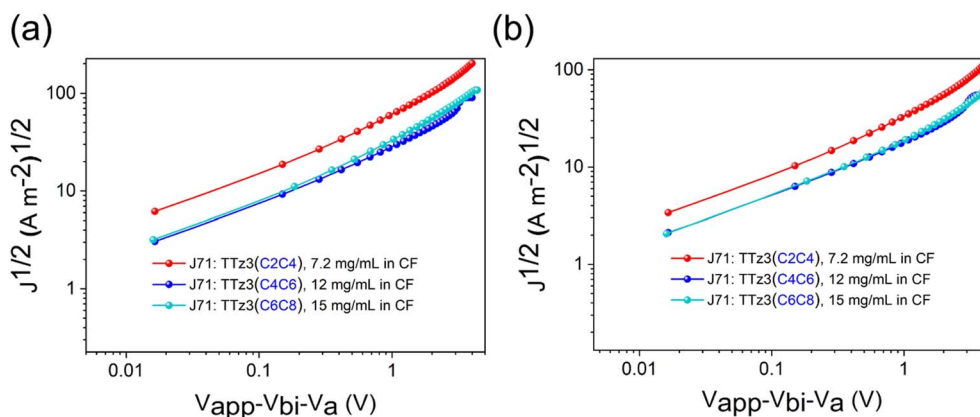 (a)
J1/2 (A m-2)1/2
100
10
1
J71: TTz3(C2C4), 7.2 mg/mL in CF
J71: TTz3(C4C6), 12 mg/mL in CF
J71: TTz3(C6C8), 15 mg/mL in CF
0.01
0.1
1
Vapp-Vbi-Va (V)
(b)
J1/2 (A m-2)1/2
100
10
1
J71: TTz3(C2C4), 7.2 mg/mL in CF
J71: TTz3(C4C6), 12 mg/mL in CF
J71: TTz3(C6C8), 15 mg/mL in CF
0.01
0.1
1
Vapp-Vbi-Va (V)